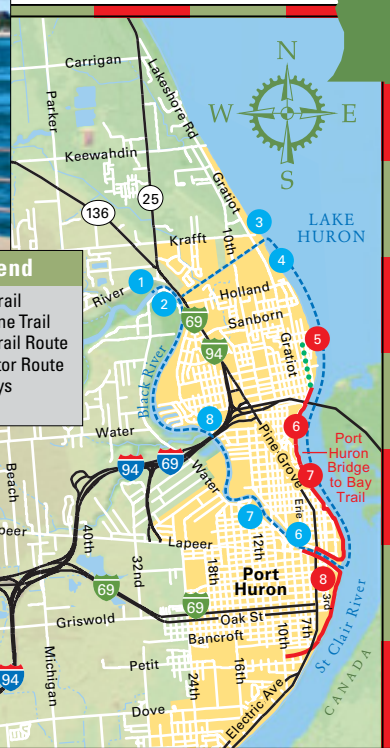 Carrigan
Parker
Lakeshore Rd
N
W
E
S
Keewahdin
25
136
Gratiot
3
LAKE
HURON
Krafft
10th
4
end
rail
ne Trail
rail Route
tor Route
ys
1
River
2
Holland
69
Sanborn
94
Gratiot
5
Black River
8
6
Port
Huron
Bridge
to Bay
Trail
Water
Pine Grove
94
69
Water
7
Beach
Erie
7
6
peer
40th
32nd
Lapeer
18th
12th
Port
Huron
8
3rd
69
69
Griswold
Oak St
7th
Bancroft
10th
St Clair River
94
Michigan
Petit
16th
24th
CANADA
Dove
Electric Ave